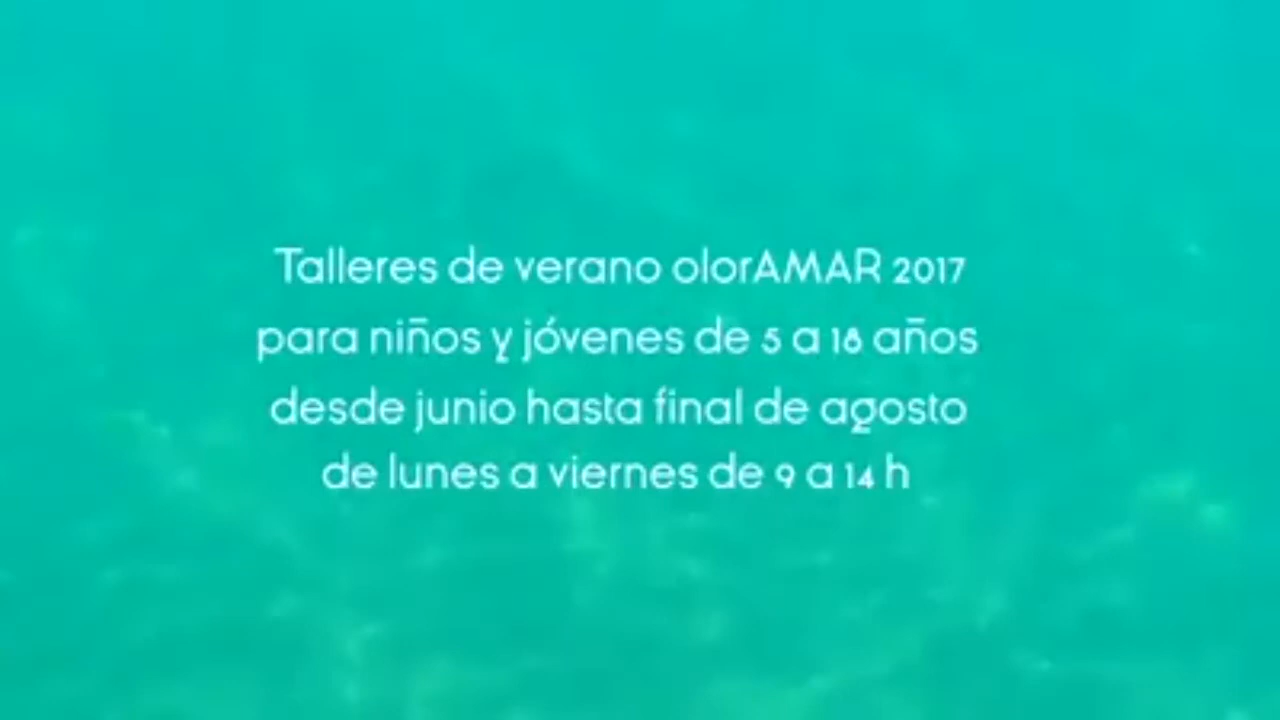 Talleres de verano olorAMAR 2017
para niños y jóvenes de 5 a 18 años
desde junio hasta final de agosto
de lunes a viernes de 9 a 14 h